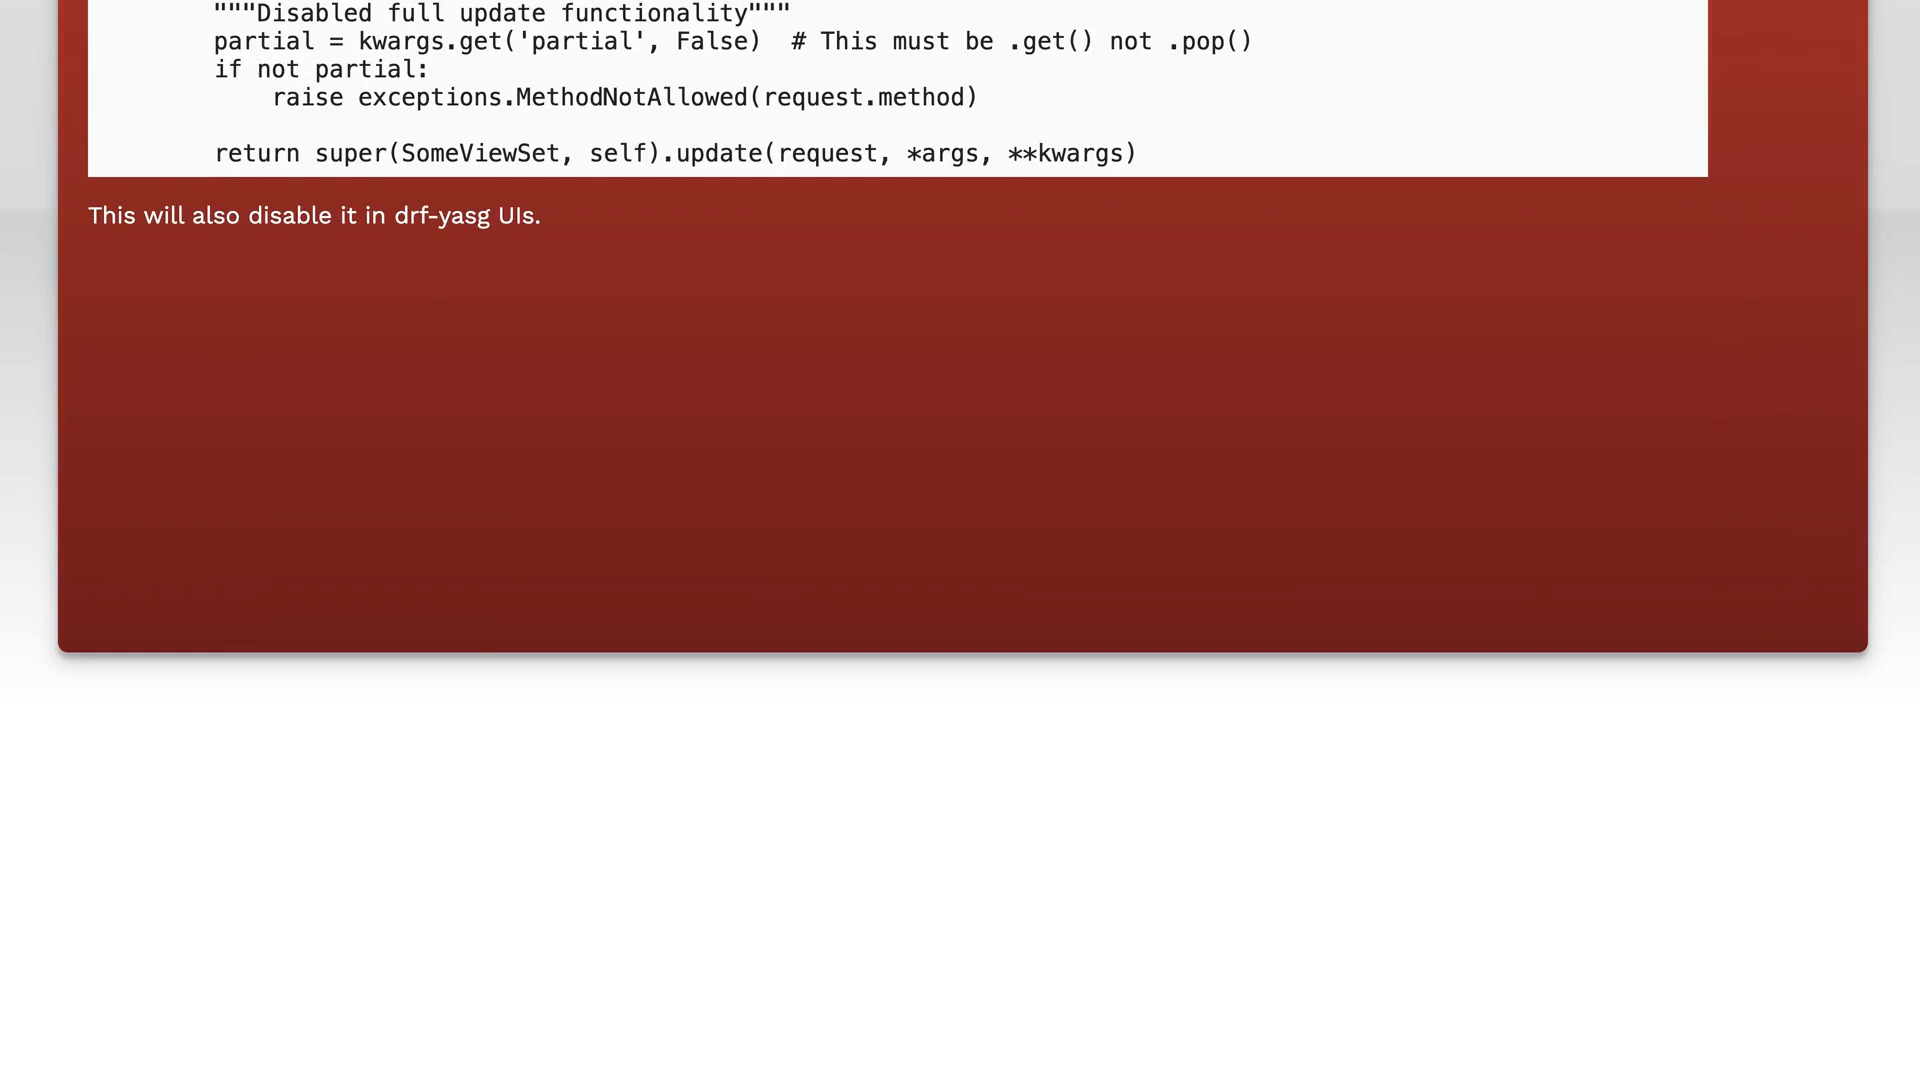 """Disabled full update functionality"""
partial = kwargs.get('partial', False)  # This must be .get() not .pop()
if not partial:
    raise exceptions.MethodNotAllowed(request.method)
return super(SomeViewSet, self).update(request, *args, **kwargs)
This will also disable it in drf-yasg UIs.